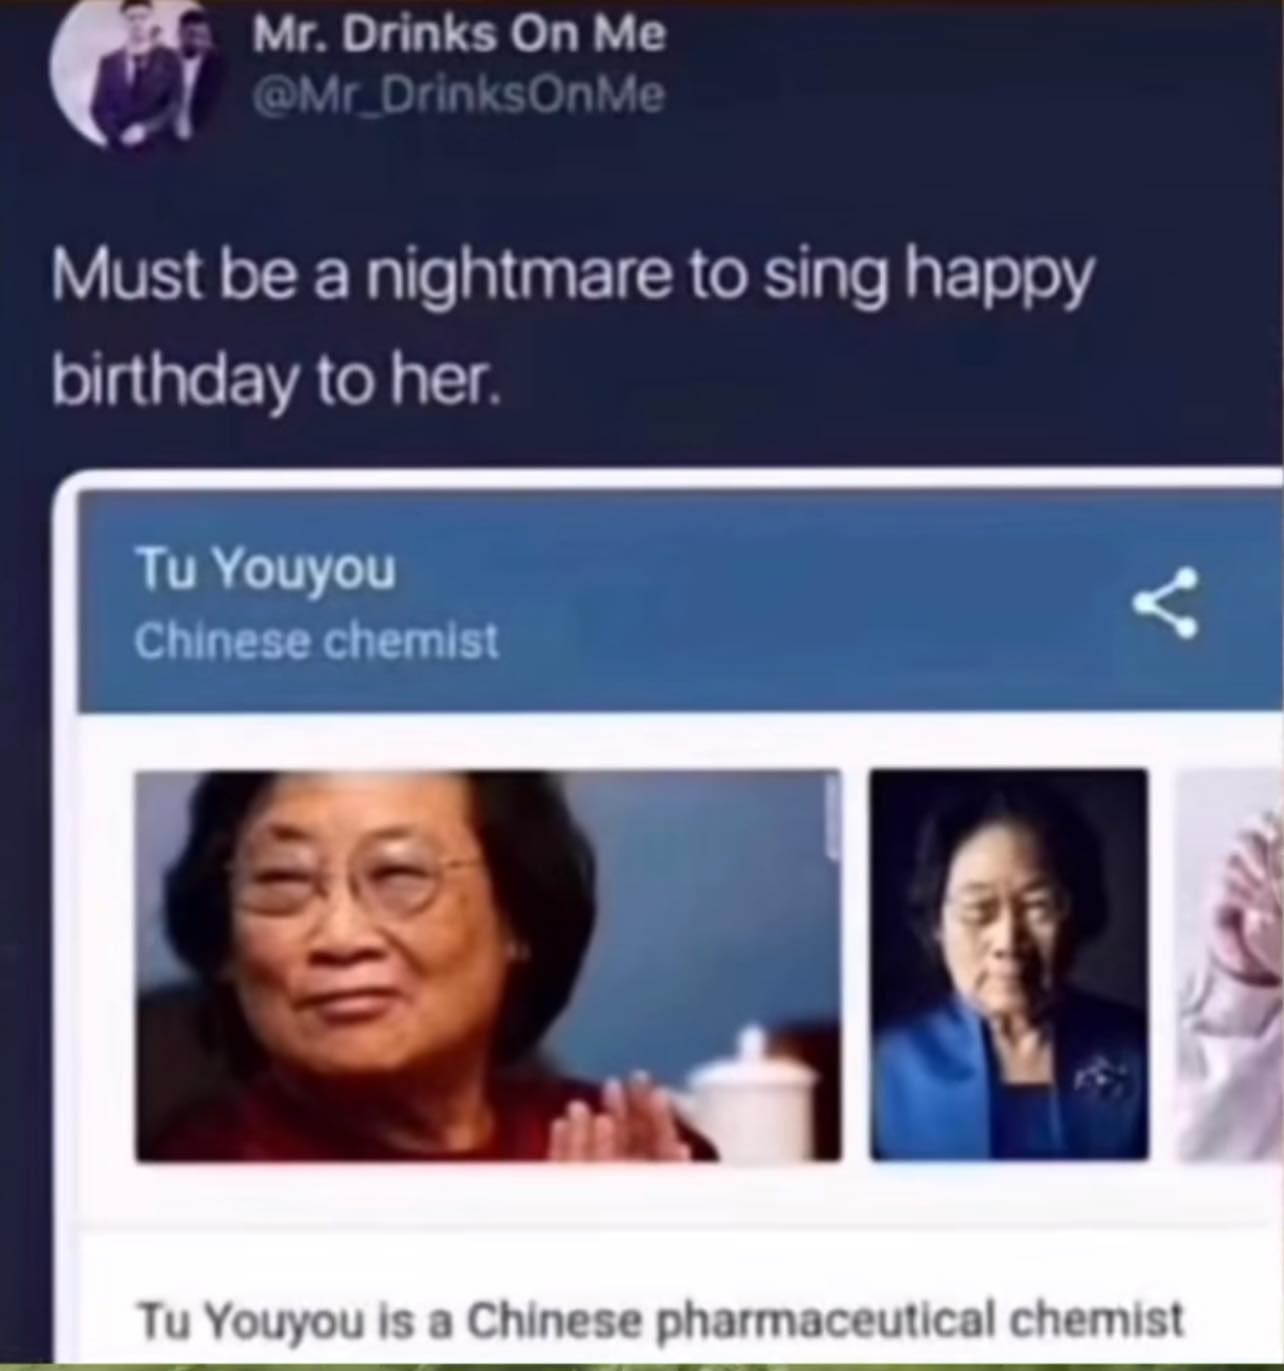 Mr. Drinks On Me
@Mr_DrinksOnMe
Must be a nightmare to sing happy
birthday to her.
Tu Youyou
Chinese chemist
Tu Youyou is a Chinese pharmaceutical chemist